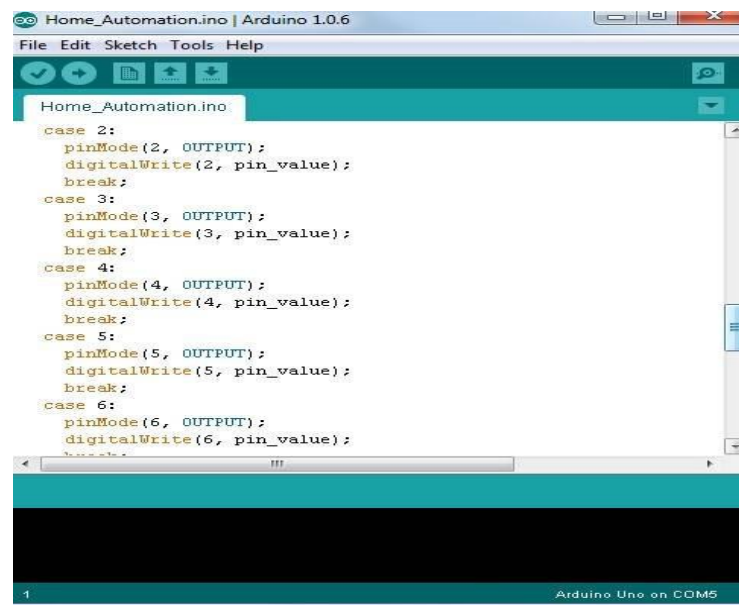 Home_Automation.ino | Arduino 1.0.6
File Edit Sketch Tools Help
Home_Automation.ino
case 2:
pinMode(2, OUTPUT);
digitalWrite(2, pin_value);
break;
case 3:
pinMode(3, OUTPUT);
digitalWrite(3, pin_value);
break;
case 4:
pinMode(4, OUTPUT);
digitalWrite(4, pin_value);
break;
case 5:
pinMode(5, OUTPUT);
digitalWrite(5, pin_value);
break;
case 6:
pinMode(6, OUTPUT);
digitalWrite(6, pin_value);
1
Arduino Uno on COM5